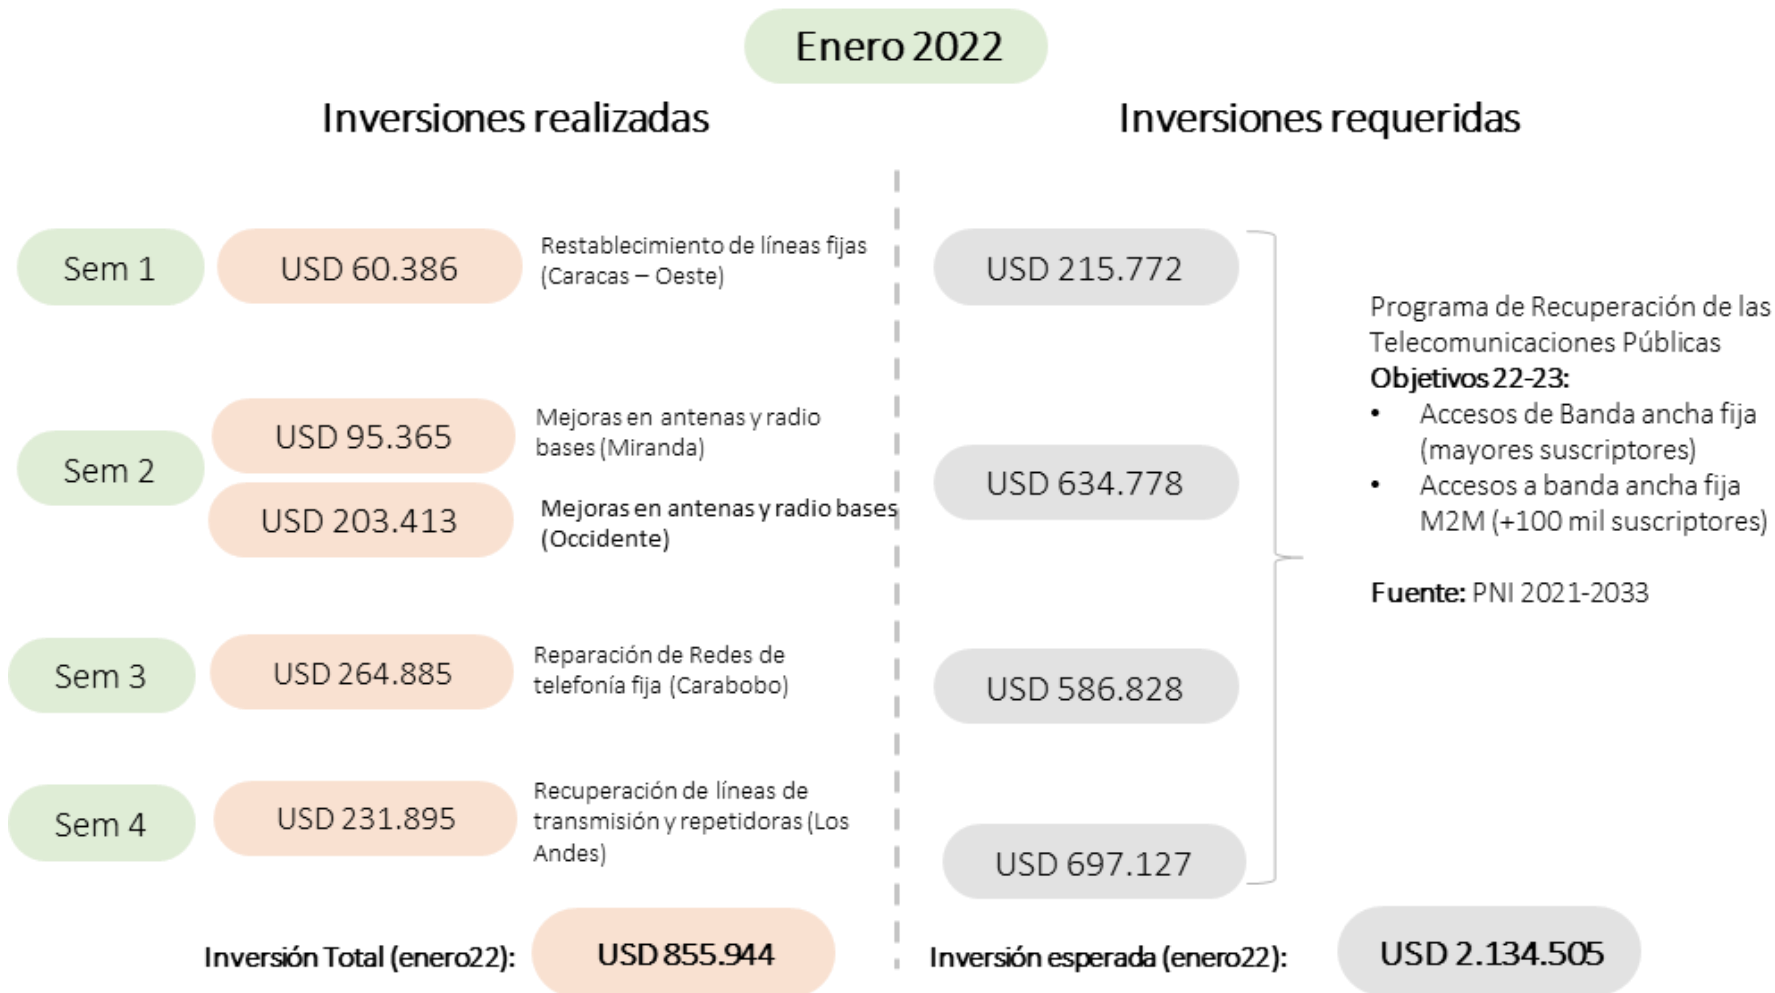 Enero 2022
Inversiones realizadas
Inversiones requeridas
Sem 1
USD 60.386
Restablecimiento de líneas fijas
(Caracas – Oeste)
USD 215.772
Sem 2
USD 95.365
Mejoras en antenas y radio
bases (Miranda)
USD 203.413
Mejoras en antenas y radio bases
(Occidente)
USD 634.778
Sem 3
USD 264.885
Reparación de Redes de
telefonía fija (Carabobo)
USD 586.828
Sem 4
USD 231.895
Recuperación de líneas de
transmisión y repetidoras (Los
Andes)
USD 697.127
Programa de Recuperación de las
Telecomunicaciones Públicas
Objetivos 22-23:
• Accesos de Banda ancha fija
(mayores suscriptores)
• Accesos a banda ancha fija
M2M (+100 mil suscriptores)
Fuente: PNI 2021-2033
Inversión Total (enero22):
USD 855.944
Inversión esperada (enero22):
USD 2.134.505